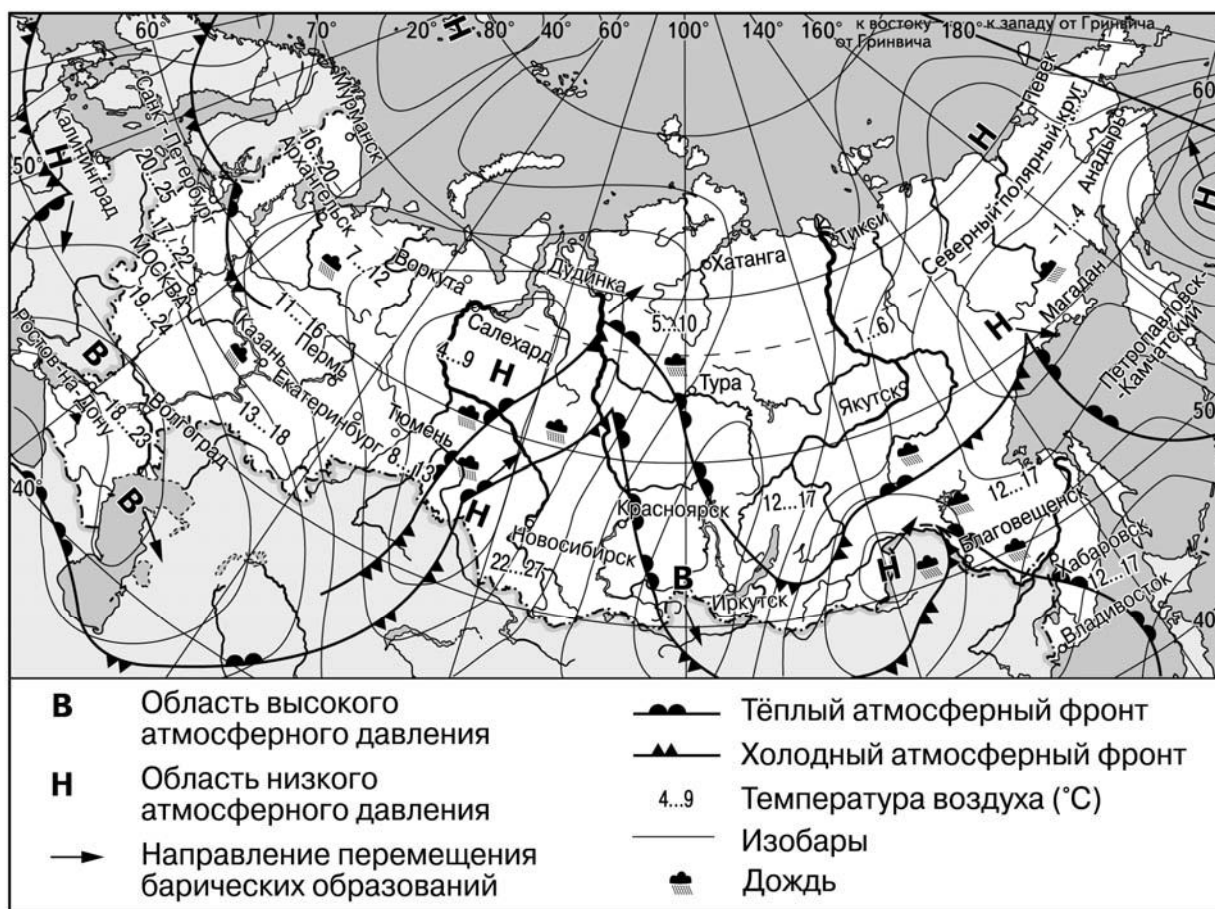 60°
70°
20°
80
40
60°
100°
140°
160°
к востоку
от Гринвича
180°
к западу от Гринвича
Н
Н
60°
50°
Калининград
20...25
Санкт-Петербург
17...22
МОСКВА
19...24
Мурманск
16...20
Архангельск
7...12
Воркута
Дудинка
Хатанга
Тикси
Певек
Северный полярный круг
Анадырь
-1...4
Магадан
Петропавловск-
-Камчатский
Н
Н
Н
Н
11...16
Пермь
Казань
Екатеринбург
Салехард
4...9
Н
5...10
Тура
1...6
Якутск
В
Ростов-на-Дону
18...23
Волгоград
13...18
Тюмень
8...13
50°
40°
В
Н
Новосибирск
22...27
Красноярск
12...17
В
Иркутск
Н
12...17
Благовещенск
Хабаровск
12...17
Владивосток
40°
В Область высокого
атмосферного давления
Н Область низкого
атмосферного давления
Направление перемещения
барических образований
Тёплый атмосферный фронт
Холодный атмосферный фронт
4...9 Температура воздуха (°С)
Изобары
Дождь